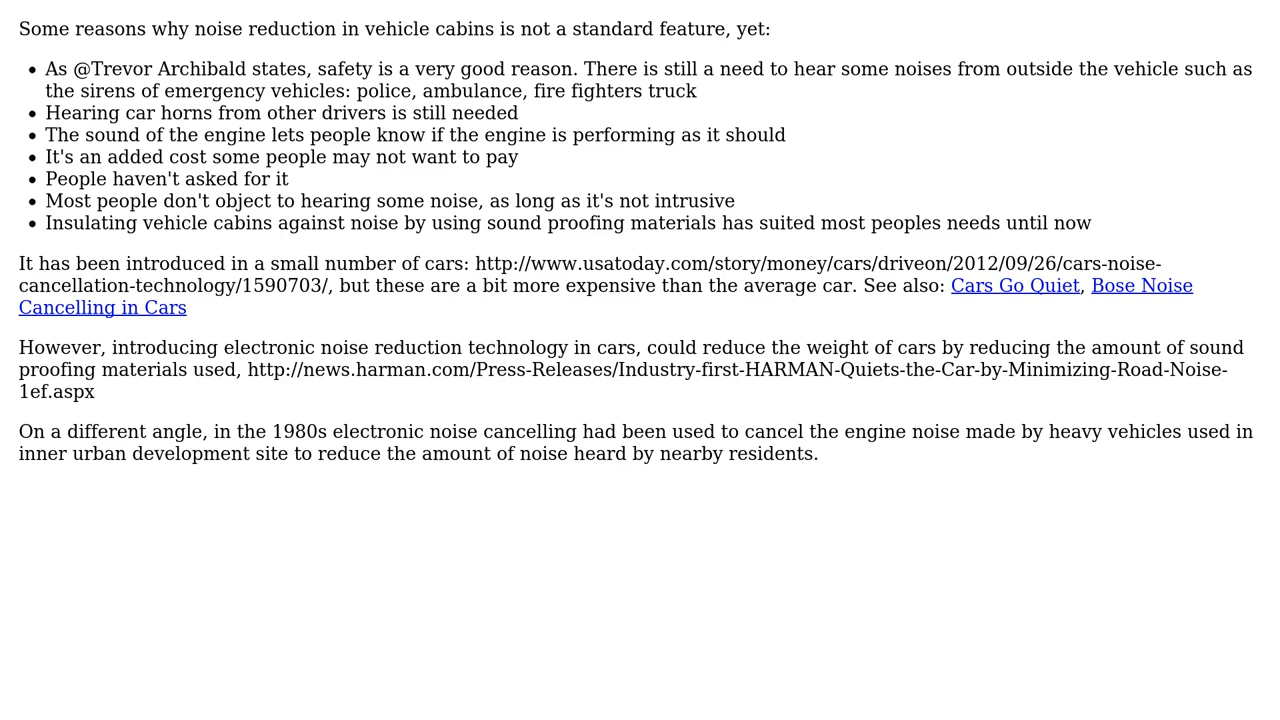 Some reasons why noise reduction in vehicle cabins is not a standard feature, yet:
• As @Trevor Archibald states, safety is a very good reason. There is still a need to hear some noises from outside the vehicle such as
the sirens of emergency vehicles: police, ambulance, fire fighters truck
• Hearing car horns from other drivers is still needed
• The sound of the engine lets people know if the engine is performing as it should
• It's an added cost some people may not want to pay
• People haven't asked for it
• Most people don't object to hearing some noise, as long as it's not intrusive
• Insulating vehicle cabins against noise by using sound proofing materials has suited most peoples needs until now
It has been introduced in a small number of cars: http://www.usatoday.com/story/money/cars/driveon/2012/09/26/cars-noise-
cancellation-technology/1590703/, but these are a bit more expensive than the average car. See also: Cars Go Quiet, Bose Noise
Cancelling in Cars
However, introducing electronic noise reduction technology in cars, could reduce the weight of cars by reducing the amount of sound
proofing materials used, http://news.harman.com/Press-Releases/Industry-first-HARMAN-Quiets-the-Car-by-Minimizing-Road-Noise-
1ef.aspx
On a different angle, in the 1980s electronic noise cancelling had been used to cancel the engine noise made by heavy vehicles used in
inner urban development site to reduce the amount of noise heard by nearby residents.